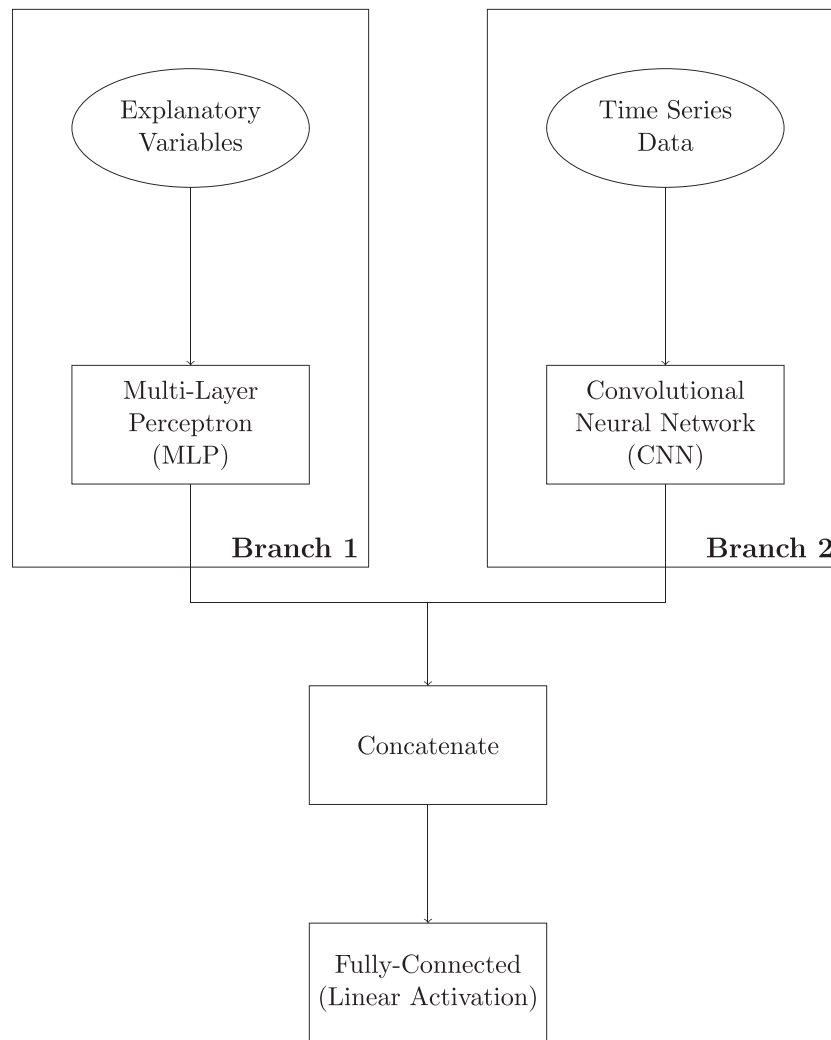 Explanatory
Variables
Time Series
Data
Multi-Layer
Perceptron
(MLP)
Convolutional
Neural Network
(CNN)
Branch 1
Branch 2
Concatenate
Fully-Connected
(Linear Activation)